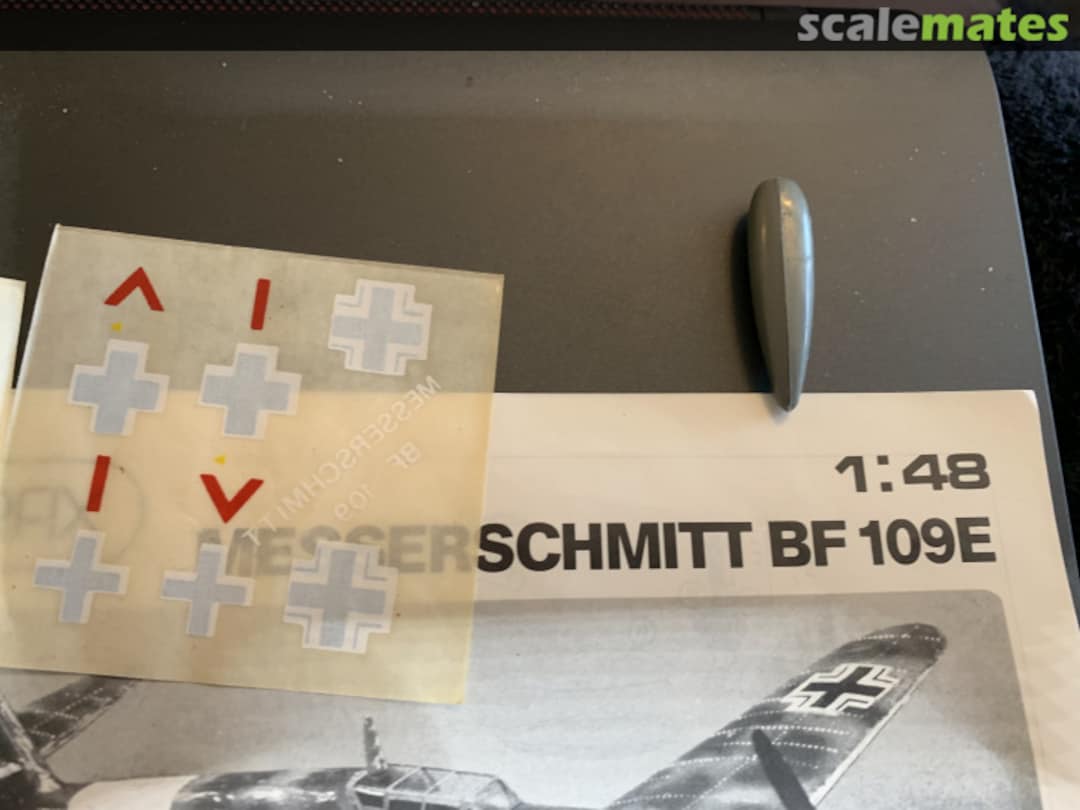 scalemates
1:48
MESSERSCHMITT BF 109E
MESSERSCHMITT
BF
109